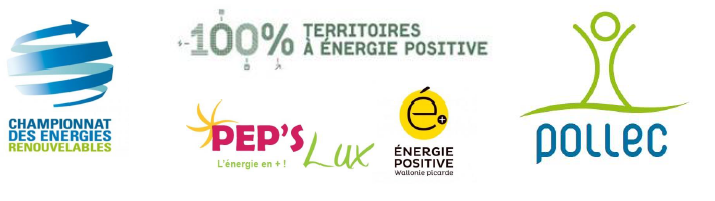 CHAMPIONNAT
DES ENERGIES
RENOUVELABLES
100% TERRITOIRES
À ÉNERGIE POSITIVE
PEP'S Lux
L'énergie en + !
é+
ÉNERGIE
POSITIVE
Wallonie picarde
pollec